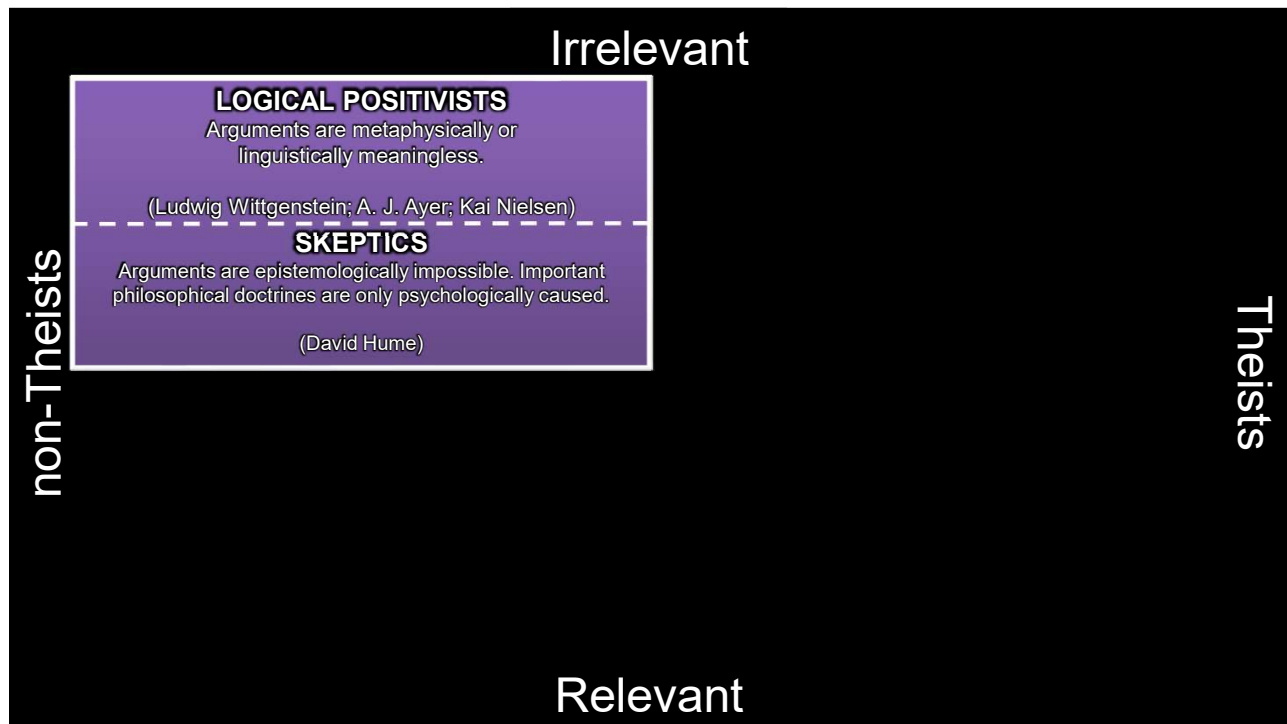 Irrelevant
LOGICAL POSITIVISTS
Arguments are metaphysically or
linguistically meaningless.
(Ludwig Wittgenstein; A. J. Ayer; Kai Nielsen)
SKEPTICS
Arguments are epistemologically impossible. Important
philosophical doctrines are only psychologically caused.
(David Hume)
non-Theists
Theists
Relevant